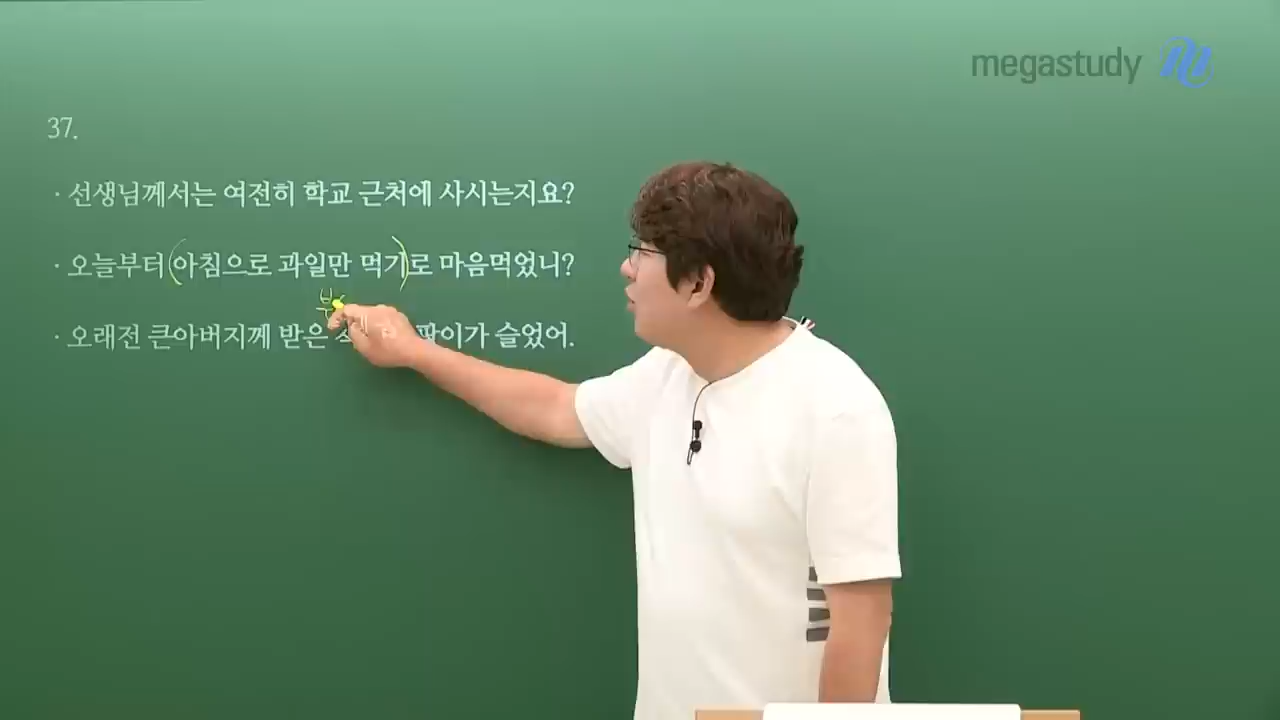 megastudy
37.
· 선생님께서는 여전히 학교 근처에 사시는지요?
· 오늘부터(아침으로 과일만 먹기)로 마음먹었니?
부
· 오래전 큰아버지께 받은 팡이가 슬었어.